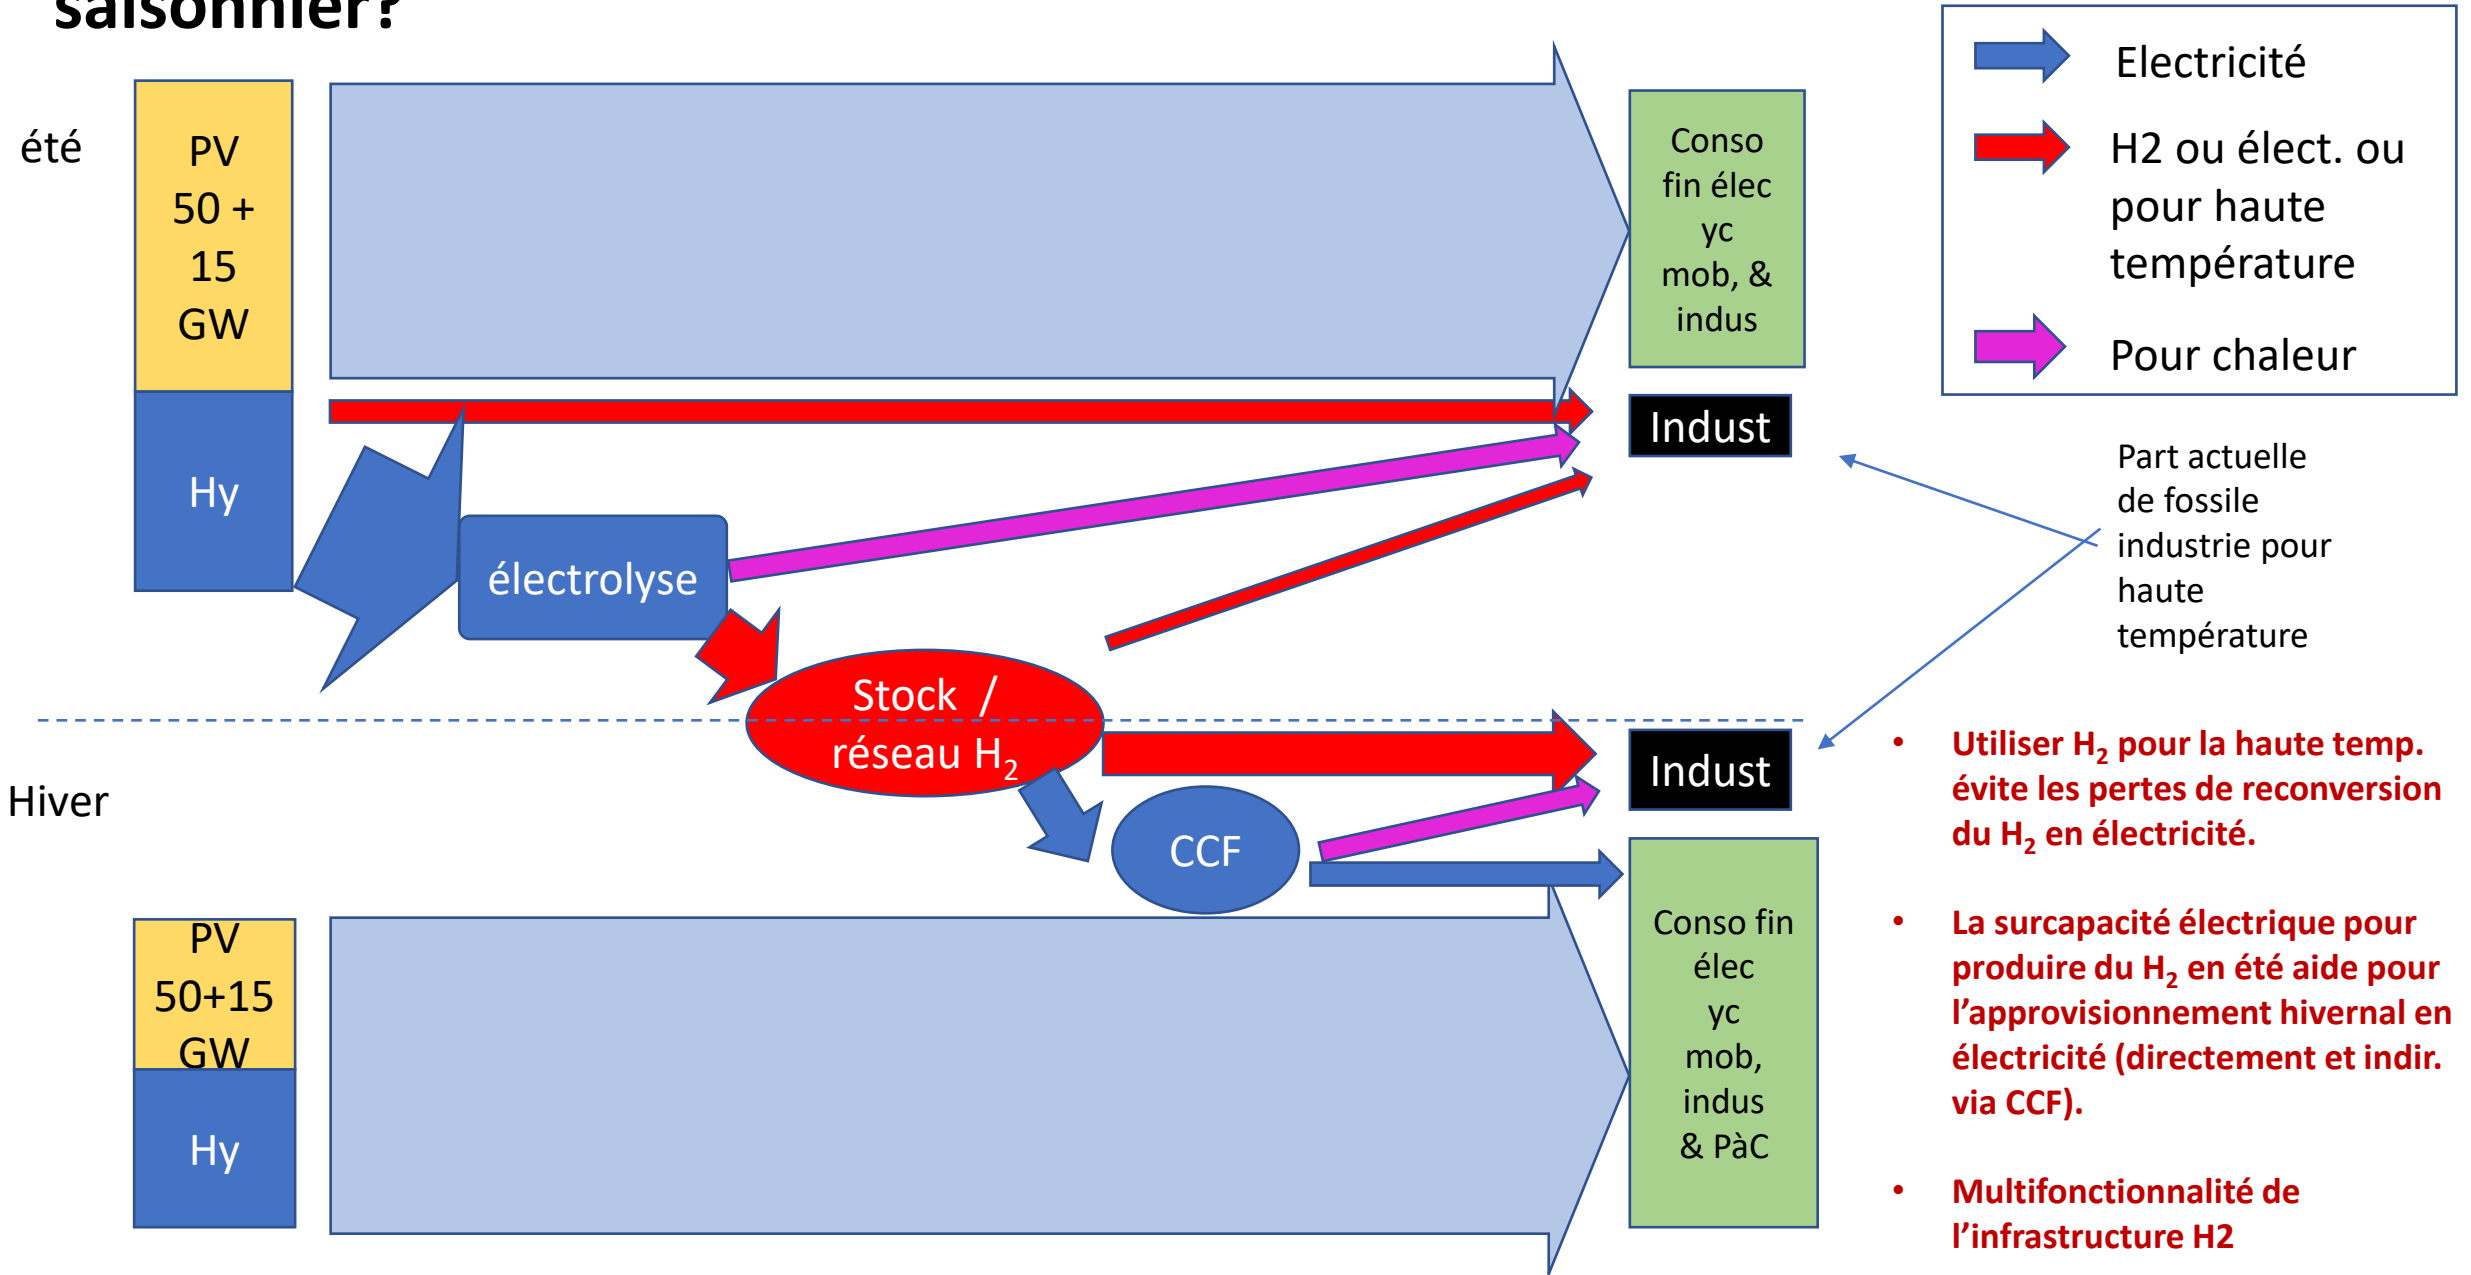 saisonnier?
été
PV
50 +
15
GW
Hy
Conso
fin élec
yc
mob, &
indus
Indust
électrolyse
Stock /
réseau H2
Electricité
H2 ou élect. ou
pour haute
température
Pour chaleur
Part actuelle
de fossile
industrie pour
haute
température
Hiver
Indust
CCF
PV
50+15
GW
Hy
Conso fin
élec
yc
mob,
indus
& PàC
• Utiliser H2 pour la haute temp.
évite les pertes de reconversion
du H2 en électricité.
• La surcapacité électrique pour
produire du H2 en été aide pour
l’approvisionnement hivernal en
électricité (directement et indir.
via CCF).
• Multifonctionnalité de
l’infrastructure H2